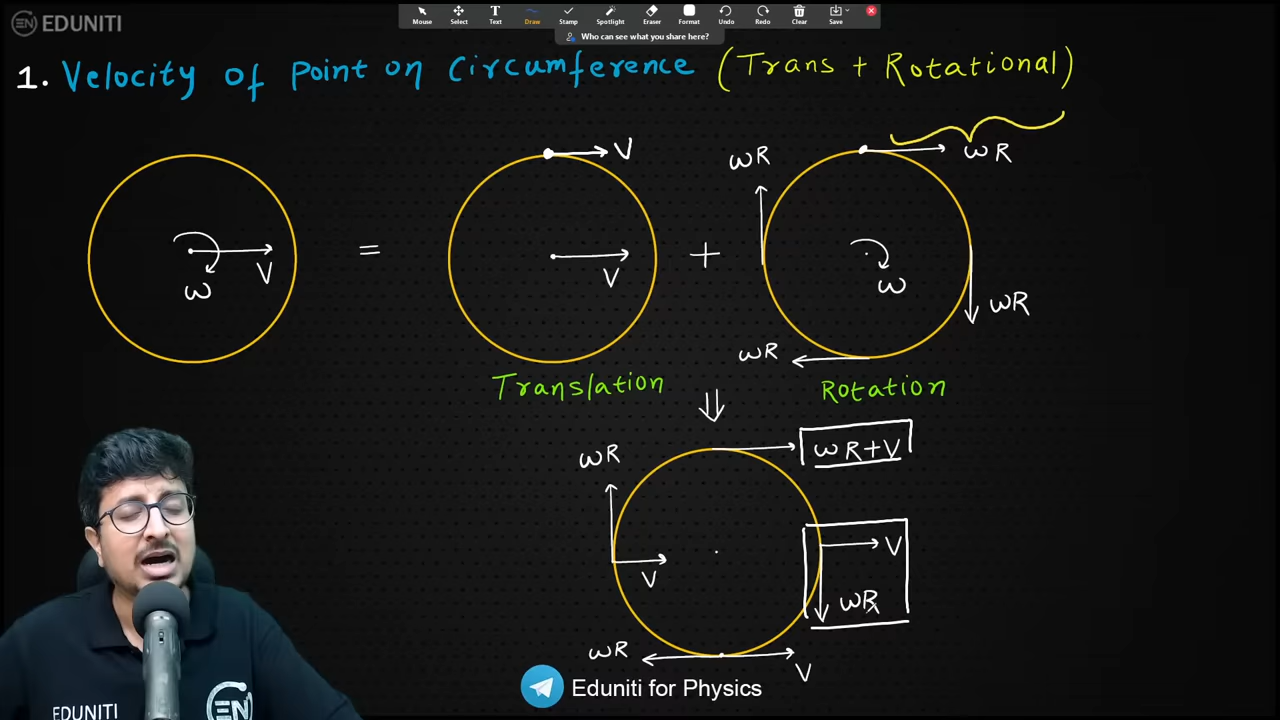 EN EDUNITI
Mouse Select Text Draw Stamp Spotlight Eraser Format Undo Redo Clear Save
Who can see what you share here?
1. Velocity of Point on Circumference (Trans + Rotational)
V
ωR
ωR
ω
V
=
V
+
ω
ωR
ωR
Translation
Rotation
⇓
ωR
ωR+V
V
V
ωR
ωR
V
Eduniti for Physics
EDUNITI
EN